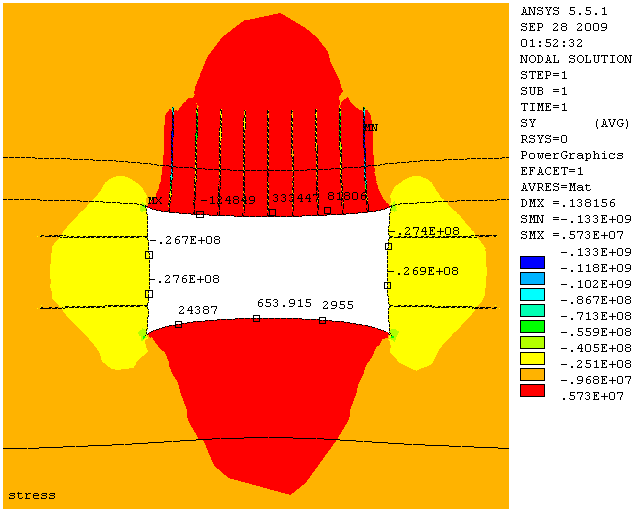 ANSYS 5.5.1
SEP 28 2009
01:52:32
NODAL SOLUTION
STEP=1
SUB =1
TIME=1
SY (AVG)
RSYS=0
PowerGraphics
EFACET=1
AVRES=Mat
DMX =.138156
SMN =-.133E+09
SMX =.573E+07
-.133E+09
-.118E+09
-.102E+09
-.867E+08
-.713E+08
-.559E+08
-.405E+08
-.251E+08
-.968E+07
.573E+07
MN
MX
81806
-.274E+08
-.267E+08
-.269E+08
-.276E+08
24387
653.915
2955
stress